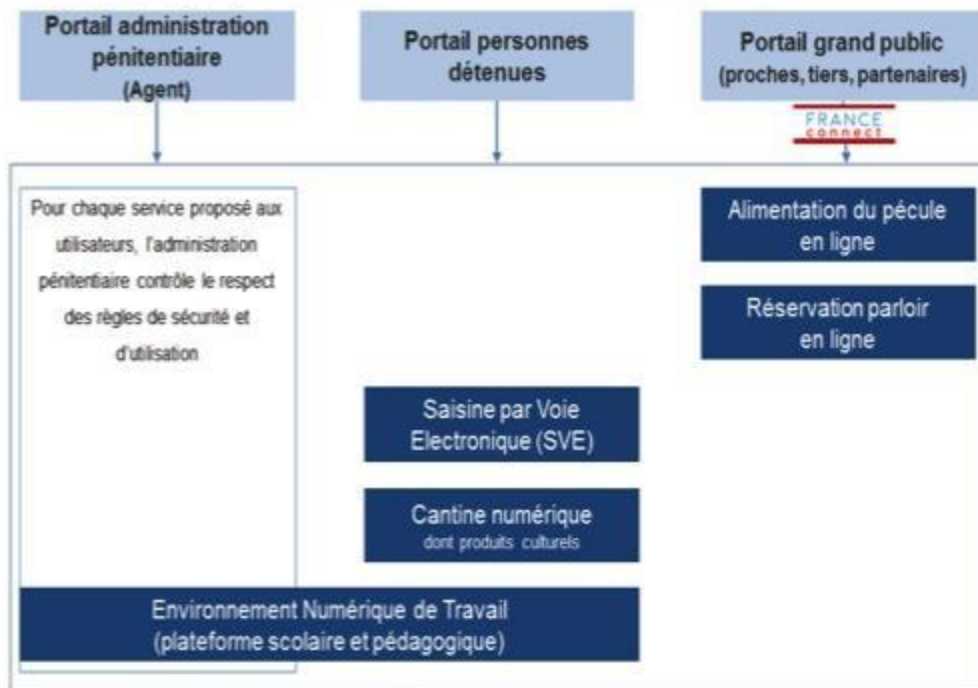 Portail administration
pénitentiaire
(Agent)
Portail personnes
détenues
Portail grand public
(proches, tiers, partenaires)
FRANCE
connect
Pour chaque service proposé aux
utilisateurs, l'administration
pénitentiaire contrôle le respect
des règles de sécurité et
d'utilisation
Alimentation du pécule
en ligne
Réservation parloir
en ligne
Saisine par Voie
Electronique (SVE)
Cantine numérique
dont produits culturels
Environnement Numérique de Travail
(plateforme scolaire et pédagogique)